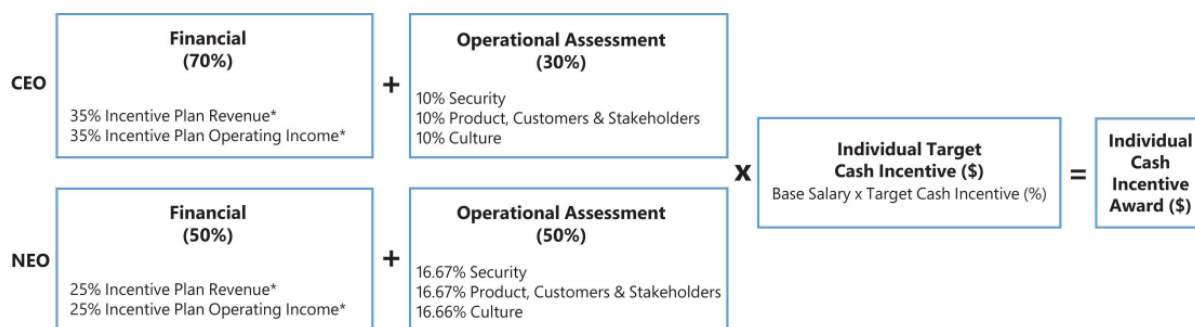 CEO
Financial
(70%)
35% Incentive Plan Revenue*
35% Incentive Plan Operating Income*
+
Operational Assessment
(30%)
10% Security
10% Product, Customers & Stakeholders
10% Culture
NEO
Financial
(50%)
25% Incentive Plan Revenue*
25% Incentive Plan Operating Income*
+
Operational Assessment
(50%)
16.67% Security
16.67% Product, Customers & Stakeholders
16.66% Culture
x
Individual Target
Cash Incentive ($)
Base Salary x Target Cash Incentive (%)
=
Individual
Cash
Incentive
Award ($)